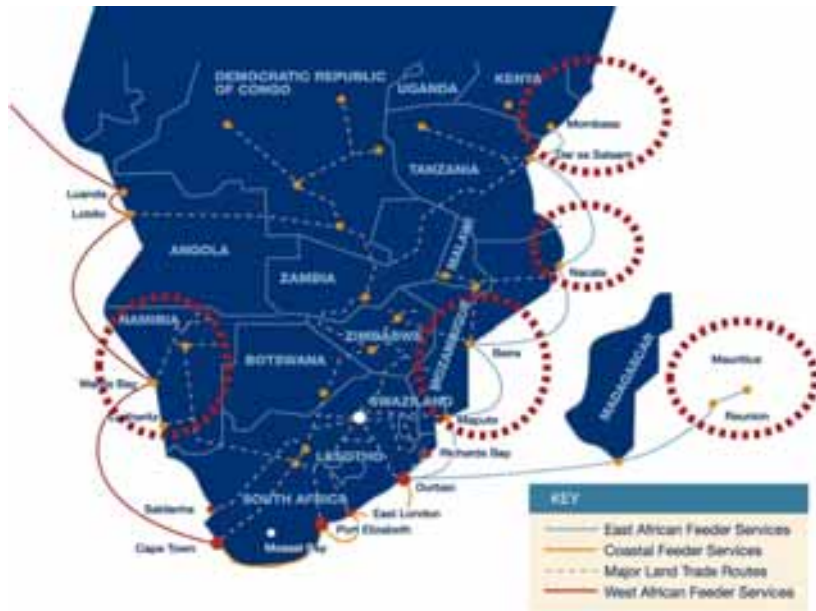 DEMOCRATIC REPUBLIC
OF CONGO
UGANDA
KENYA
Mombasa
Dar es Salaam
TANZANIA
Luanda
Lobito
ANGOLA
ZAMBIA
MALAWI
Nacala
NAMIBIA
ZIMBABWE
MOZAMBIQUE
Beira
BOTSWANA
MADAGASCAR
Mauritius
Reunion
Walvis Bay
Luderitz
SWAZILAND
Maputo
LESOTHO
Richards Bay
Durban
SOUTH AFRICA
East London
Port Elizabeth
Saldanha
Cape Town
Mossel Bay
KEY
East African Feeder Services
Coastal Feeder Services
Major Land Trade Routes
West African Feeder Services